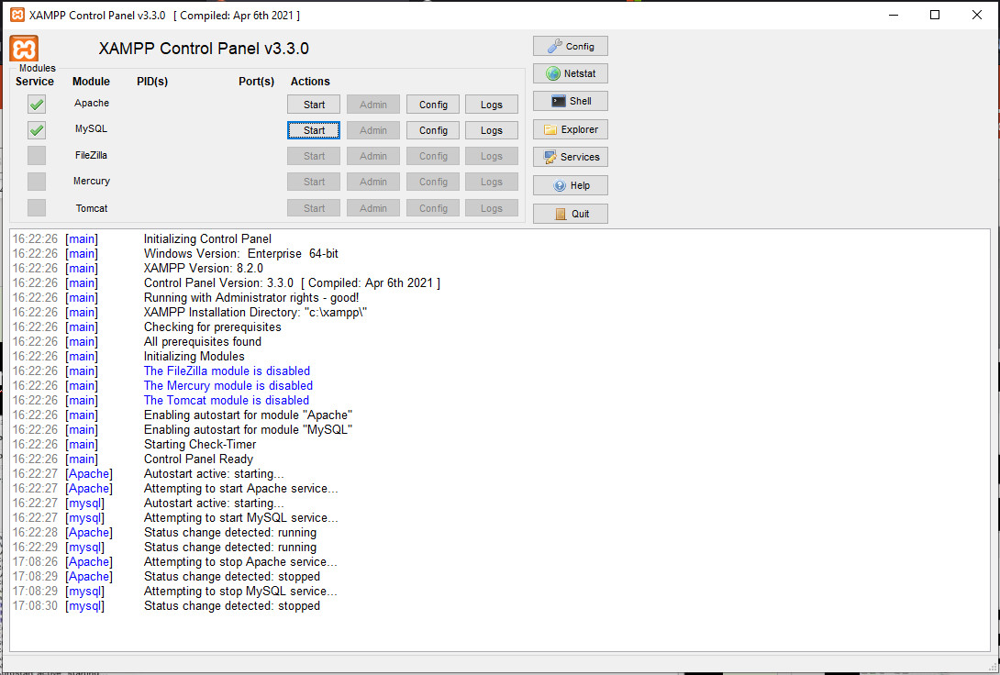 XAMPP Control Panel v3.3.0 [ Compiled: Apr 6th 2021 ]
XAMPP Control Panel v3.3.0
Modules
Service Module PID(s) Port(s) Actions
Apache Start Admin Config Logs
MySQL Start Admin Config Logs
FileZilla Start Admin Config Logs
Mercury Start Admin Config Logs
Tomcat Start Admin Config Logs
Config
Netstat
Shell
Explorer
Services
Help
Quit
16:22:26 [main] Initializing Control Panel
16:22:26 [main] Windows Version: Enterprise 64-bit
16:22:26 [main] XAMPP Version: 8.2.0
16:22:26 [main] Control Panel Version: 3.3.0 [ Compiled: Apr 6th 2021 ]
16:22:26 [main] Running with Administrator rights - good!
16:22:26 [main] XAMPP Installation Directory: "c:\xampp\"
16:22:26 [main] Checking for prerequisites
16:22:26 [main] All prerequisites found
16:22:26 [main] Initializing Modules
16:22:26 [main] The FileZilla module is disabled
16:22:26 [main] The Mercury module is disabled
16:22:26 [main] The Tomcat module is disabled
16:22:26 [main] Enabling autostart for module "Apache"
16:22:26 [main] Enabling autostart for module "MySQL"
16:22:26 [main] Starting Check-Timer
16:22:26 [main] Control Panel Ready
16:22:27 [Apache] Autostart active: starting...
16:22:27 [Apache] Attempting to start Apache service...
16:22:27 [mysql] Autostart active: starting...
16:22:27 [mysql] Attempting to start MySQL service...
16:22:28 [Apache] Status change detected: running
16:22:29 [mysql] Status change detected: running
17:08:26 [Apache] Attempting to stop Apache service...
17:08:29 [Apache] Status change detected: stopped
17:08:29 [mysql] Attempting to stop MySQL service...
17:08:30 [mysql] Status change detected: stopped